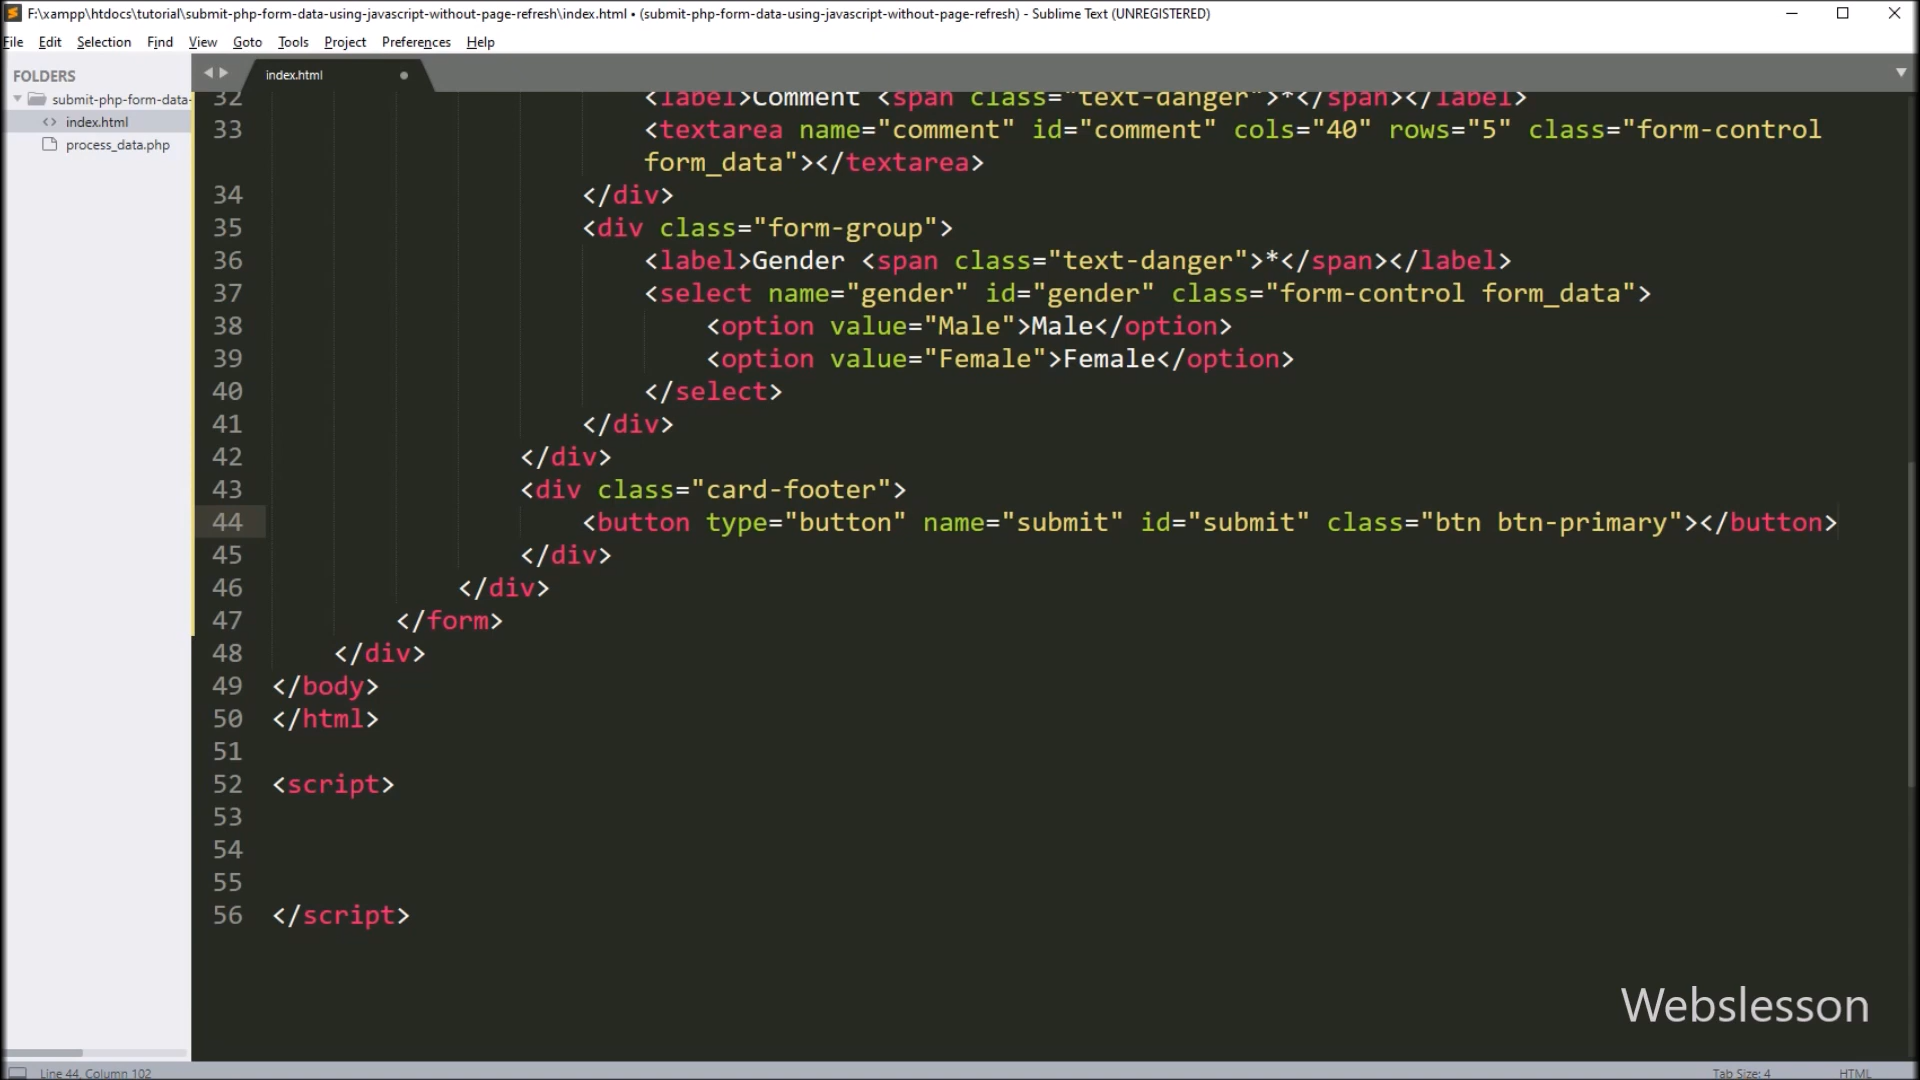 F:\xampp\htdocs\tutorial\submit-php-form-data-using-javascript-without-page-refresh\index.html • (submit-php-form-data-using-javascript-without-page-refresh) - Sublime Text (UNREGISTERED)
File Edit Selection Find View Goto Tools Project Preferences Help
FOLDERS
submit-php-form-data-
index.html
process_data.php
index.html
32 <label>Comment <span class="text-danger">*</span></label>
33 <textarea name="comment" id="comment" cols="40" rows="5" class="form-control
form_data"></textarea>
34 </div>
35 <div class="form-group">
36 <label>Gender <span class="text-danger">*</span></label>
37 <select name="gender" id="gender" class="form-control form_data">
38 <option value="Male">Male</option>
39 <option value="Female">Female</option>
40 </select>
41 </div>
42 </div>
43 <div class="card-footer">
44 <button type="button" name="submit" id="submit" class="btn btn-primary"></button>
45 </div>
46 </div>
47 </form>
48 </div>
49 </body>
50 </html>
51
52 <script>
53
54
55
56 </script>
Webslesson
Line 44, Column 102 Tab Size: 4 HTML